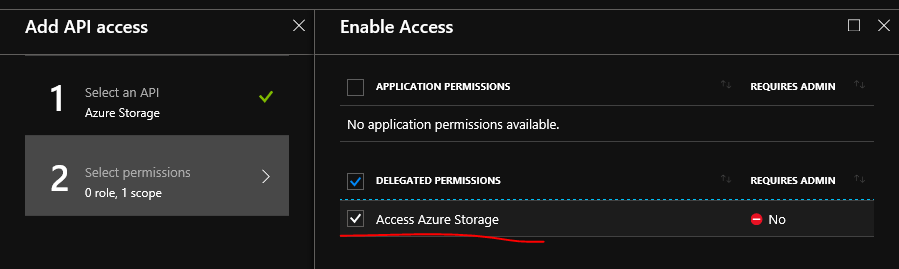 Add API access
1
Select an API
Azure Storage
2
Select permissions
0 role, 1 scope
Enable Access
APPLICATION PERMISSIONS REQUIRES ADMIN
No application permissions available.
DELEGATED PERMISSIONS REQUIRES ADMIN
Access Azure Storage No